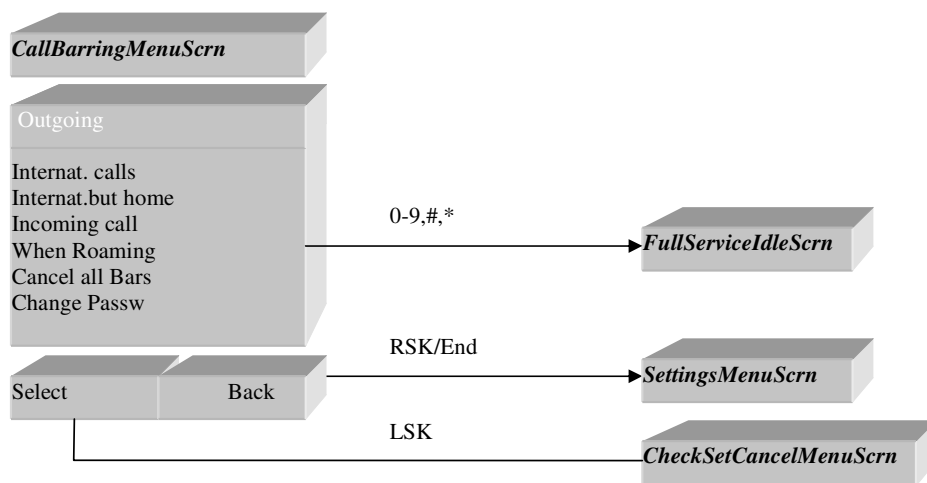 CallBarringMenuScrn
Outgoing
Internat. calls
Internat.but home
Incoming call
When Roaming
Cancel all Bars
Change Passw
0-9,#,*
FullServiceIdleScrn
RSK/End
Select Back
SettingsMenuScrn
LSK
CheckSetCancelMenuScrn